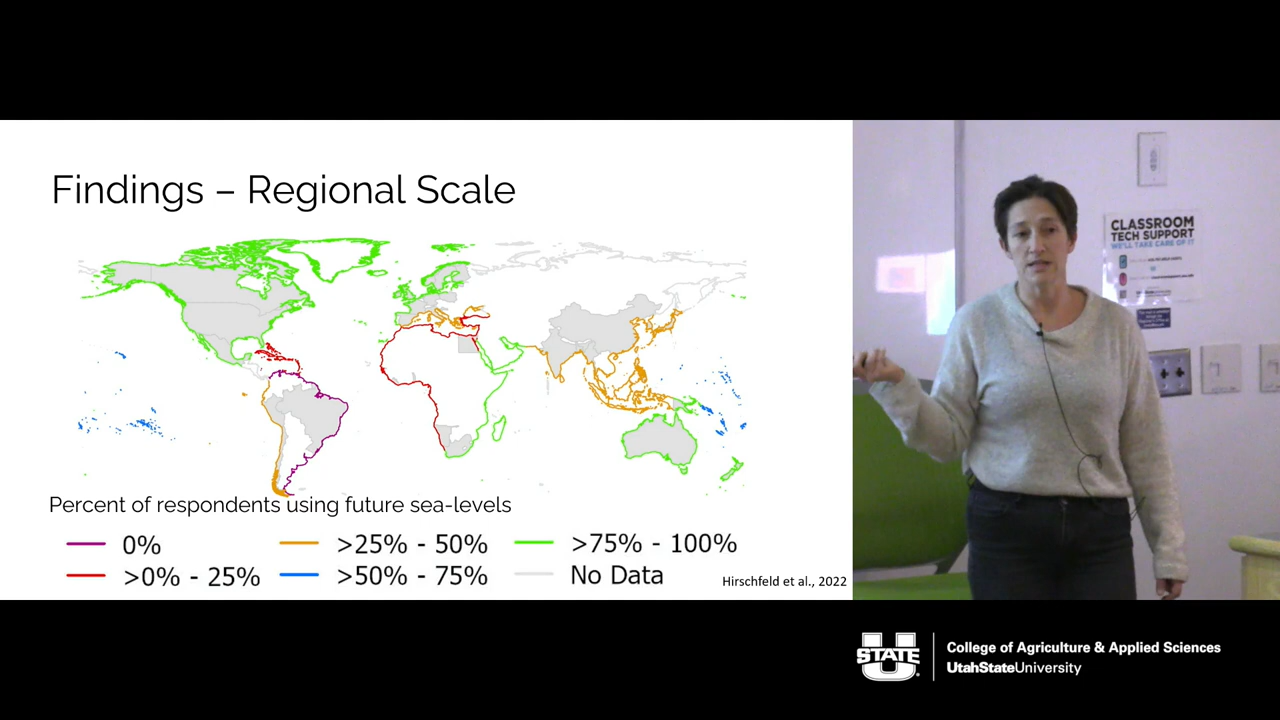 Findings – Regional Scale
Percent of respondents using future sea-levels
0%
>25% - 50%
>75% - 100%
>0% - 25%
>50% - 75%
No Data
Hirschfeld et al., 2022
CLASSROOM
TECH SUPPORT
WE'LL TAKE CARE OF IT
U
STATE
College of Agriculture & Applied Sciences
UtahStateUniversity